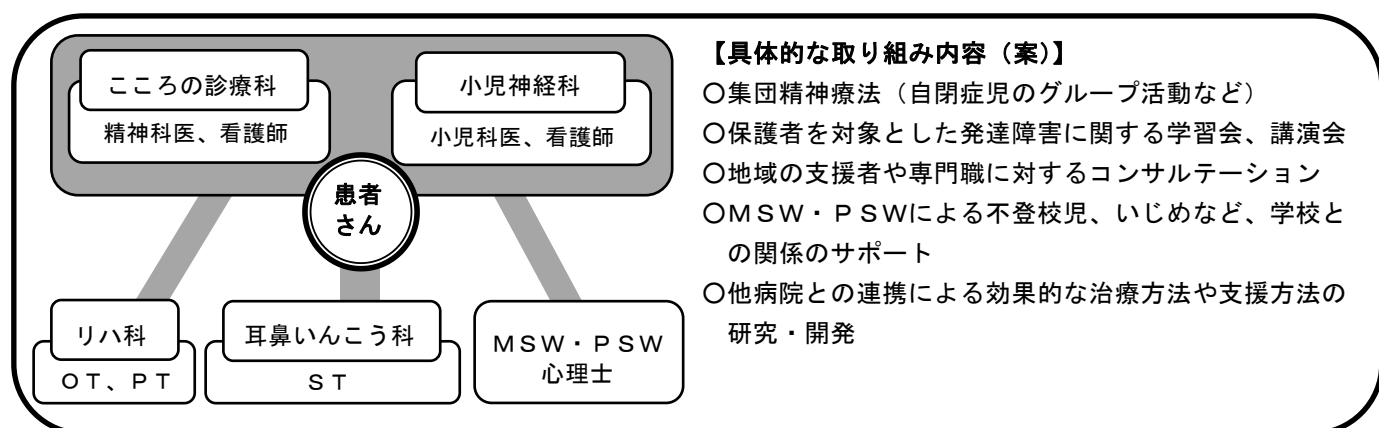 こころの診療科
精神科医、看護師
小児神経科
小児科医、看護師
患者
さん
リハ科
ＯＴ、ＰＴ
耳鼻いんこう科
ＳＴ
ＭＳＷ・ＰＳＷ
心理士
【具体的な取り組み内容（案）】
〇集団精神療法（自閉症児のグループ活動など）
〇保護者を対象とした発達障害に関する学習会、講演会
〇地域の支援者や専門職に対するコンサルテーション
〇ＭＳＷ・ＰＳＷによる不登校児、いじめなど、学校と
の関係のサポート
〇他病院との連携による効果的な治療方法や支援方法の
研究・開発